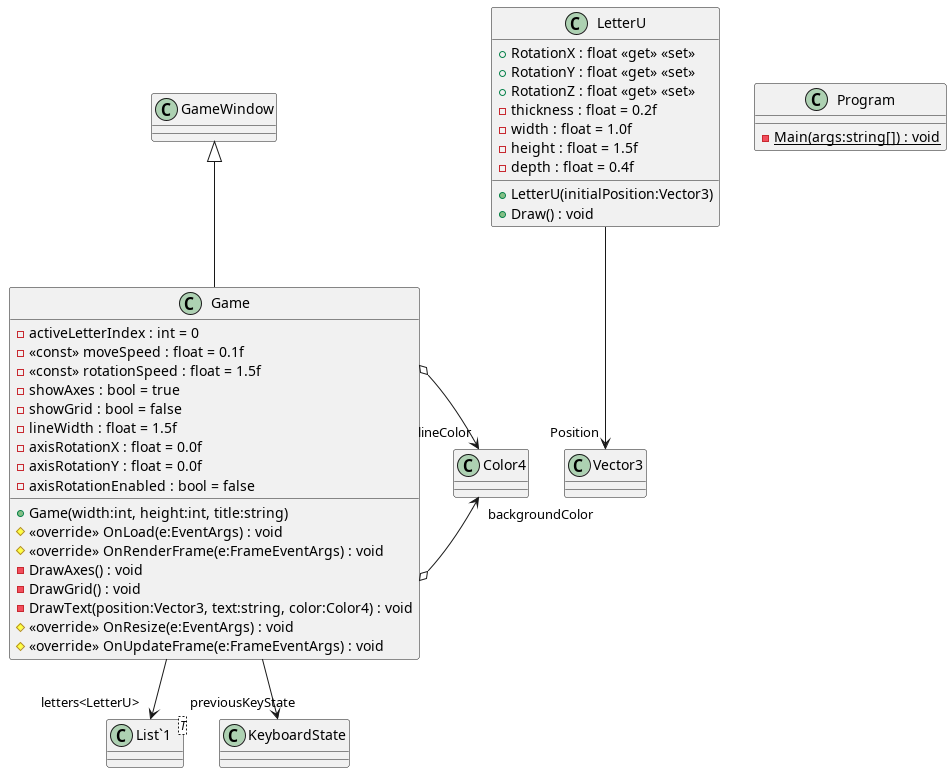 LetterU
RotationX : float «get» «set»
RotationY : float «get» «set»
RotationZ : float «get» «set»
thickness : float = 0.2f
width : float = 1.0f
height : float = 1.5f
depth : float = 0.4f
LetterU(initialPosition:Vector3)
Draw() : void
GameWindow
Program
Main(args:string[]) : void
Game
activeLetterIndex : int = 0
«const» moveSpeed : float = 0.1f
«const» rotationSpeed : float = 1.5f
showAxes : bool = true
showGrid : bool = false
lineWidth : float = 1.5f
axisRotationX : float = 0.0f
axisRotationY : float = 0.0f
axisRotationEnabled : bool = false
Game(width:int, height:int, title:string)
«override» OnLoad(e:EventArgs) : void
«override» OnRenderFrame(e:FrameEventArgs) : void
DrawAxes() : void
DrawGrid() : void
DrawText(position:Vector3, text:string, color:Color4) : void
«override» OnResize(e:EventArgs) : void
«override» OnUpdateFrame(e:FrameEventArgs) : void
lineColor
Position
Color4
Vector3
backgroundColor
letters<LetterU>
previousKeyState
List`1
T
KeyboardState